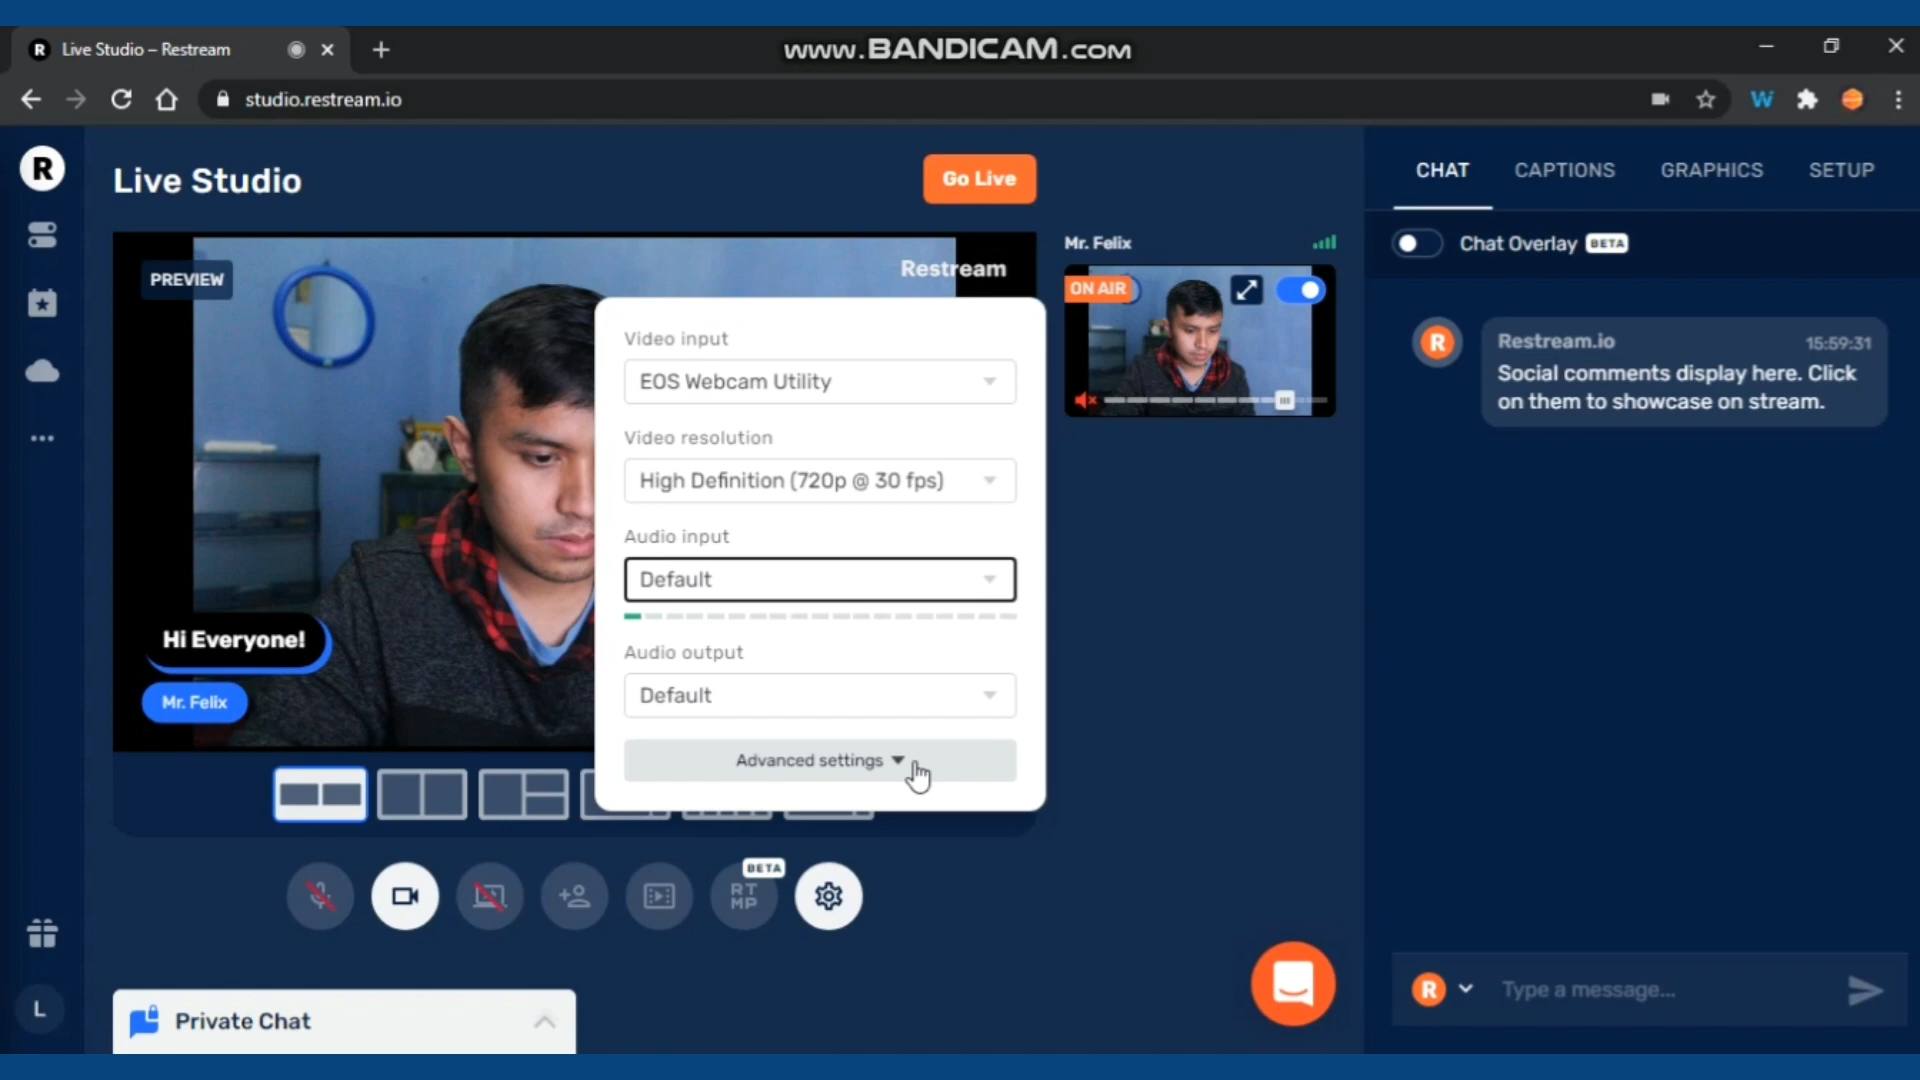 Live Studio – Restream
www.BANDICAM.com
studio.restream.io
R
Live Studio
Go Live
PREVIEW
Restream
Hi Everyone!
Mr. Felix
Video input
EOS Webcam Utility
Video resolution
High Definition (720p @ 30 fps)
Audio input
Default
Audio output
Default
Advanced settings
Mr. Felix
ON AIR
BETA
RT
MP
L
Private Chat
CHAT
CAPTIONS
GRAPHICS
SETUP
Chat Overlay BETA
R
Restream.io
15:59:31
Social comments display here. Click
on them to showcase on stream.
R
Type a message...